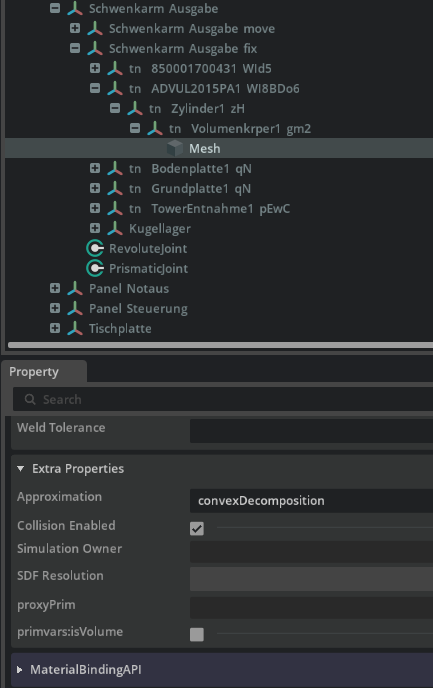 Schwenkarm Ausgabe
Schwenkarm Ausgabe move
Schwenkarm Ausgabe fix
tn 850001700431 WId5
tn ADVUL2015PA1 WI8BDo6
tn Zylinder1 zH
tn Volumenkrper1 gm2
Mesh
tn Bodenplatte1 qN
tn Grundplatte1 qN
tn TowerEntnahme1 pEwC
Kugellager
RevoluteJoint
PrismaticJoint
Panel Notaus
Panel Steuerung
Tischplatte
Property
Search
Weld Tolerance
Extra Properties
Approximation convexDecomposition
Collision Enabled
Simulation Owner
SDF Resolution
proxyPrim
primvars:isVolume
MaterialBindingAPI